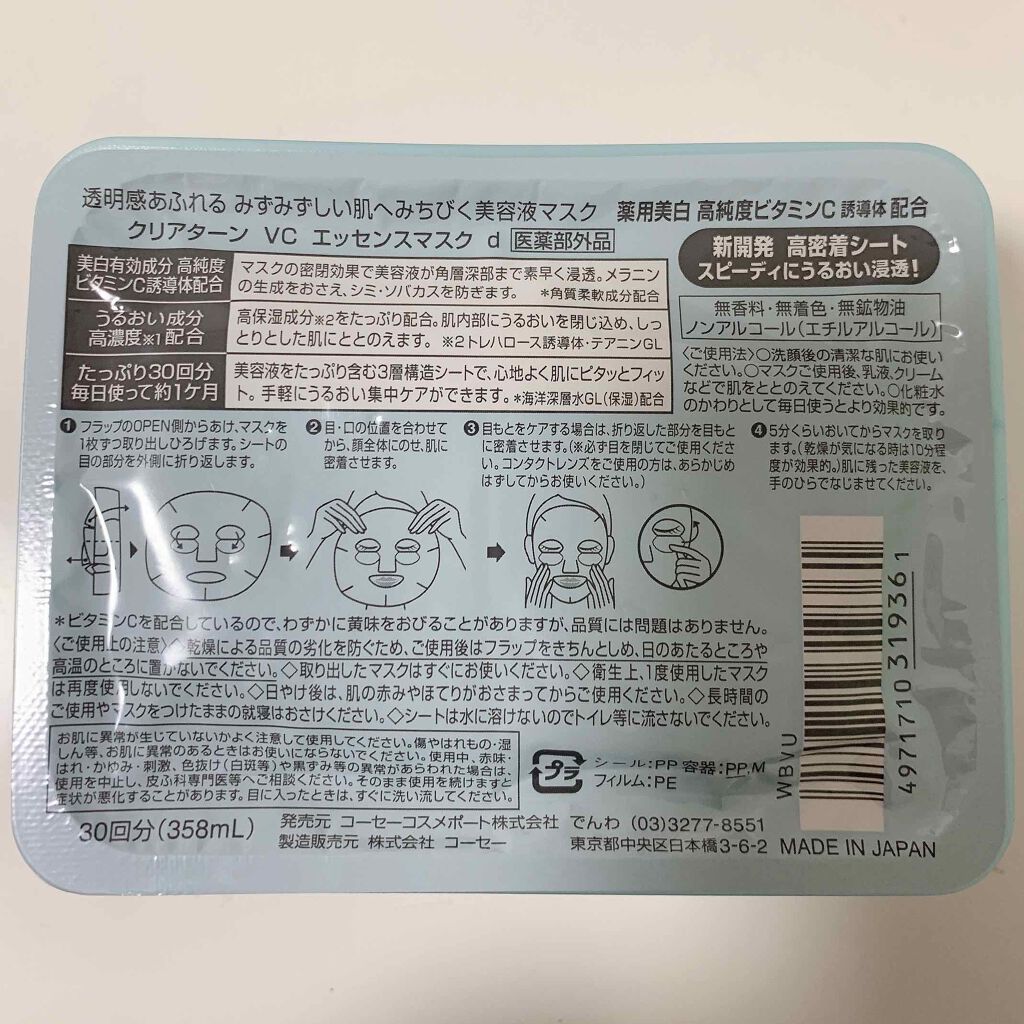 透明感あふれる みずみずしい肌へみちびく美容液マスク 薬用美白 高純度ビタミンC誘導体配合
クリアターン VC エッセンスマスク d 医薬部外品
新開発 高密着シート
スピーディにうるおい浸透!
美白有効成分 高純度
ビタミンC誘導体配合
マスクの密閉効果で美容液が角層深部まで素早く浸透。メラニン
の生成をおさえ、シミ・ソバカスを防ぎます。 *角質柔軟成分配合
うるおい成分
高濃度※1配合
高保湿成分※2をたっぷり配合。肌内部にうるおいを閉じ込め、しっ
とりとした肌にととのえます。 ※2トレハロース誘導体・テアニンGL
たっぷり30回分
毎日使って約1ケ月
美容液をたっぷり含む3層構造シートで、心地よく肌にピタッとフィッ
ト。手軽にうるおい集中ケアができます。*海洋深層水GL(保湿)配合
無香料・無着色・無鉱物油
ノンアルコール(エチルアルコール)
〈ご使用法〉○洗顔後の清潔な肌にお使い
ください。○マスクご使用後、乳液、クリーム
などで肌をととのえてください。○化粧水
のかわりとして毎日使うとより効果的です。
❶フラップのOPEN側からあけ、マスクを
1枚ずつ取り出しひろげます。シートの
目の部分を外側に折り返します。
❷目・口の位置を合わせて
から、顔全体にのせ、肌に
密着させます。
❸目もとをケアする場合は、折り返した部分を目もと
に密着させます。(※必ず目を閉じてご使用くださ
い。コンタクトレンズをご使用の方は、あらかじめ
はずしてからお使いください。)
❹5分くらいおいてからマスクを取り
ます。(乾燥が気になる時は10分程
度が効果的。)肌に残った美容液を、
手のひらでなじませてください。
*ビタミンCを配合しているので、わずかに黄味をおびることがありますが、品質には問題はありません。
〈ご使用上の注意〉◇乾燥による品質の劣化を防ぐため、ご使用後はフラップをきちんとしめ、日のあたるところや
高温のところに置かないでください。◇取り出したマスクはすぐにお使いください。◇衛生上、1度使用したマスク
は再度使用しないでください。◇日やけ後は、肌の赤みやほてりがおさまってからご使用ください。◇長時間の
ご使用やマスクをつけたままの就寝はおさけください。◇シートは水に溶けないのでトイレ等に流さないでください。
お肌に異常が生じていないかよく注意して使用してください。傷やはれもの・湿
しん等、お肌に異常のあるときはお使いにならないでください。使用中、赤味・
はれ・かゆみ・刺激、色抜け(白斑等)や黒ずみ等の異常があらわれた場合は、
使用を中止し、皮ふ科専門医等へご相談ください。そのまま使用を続けますと
症状が悪化することがあります。目に入ったときは、すぐに洗い流してください。
プラ
シール:PP 容器:PP,M
フィルム:PE
WBVU
4971710319361
30回分(358mL)
発売元 コーセーコスメポート株式会社 でんわ (03)3277-8551
製造販売元 株式会社 コーセー 東京都中央区日本橋3-6-2 MADE IN JAPAN